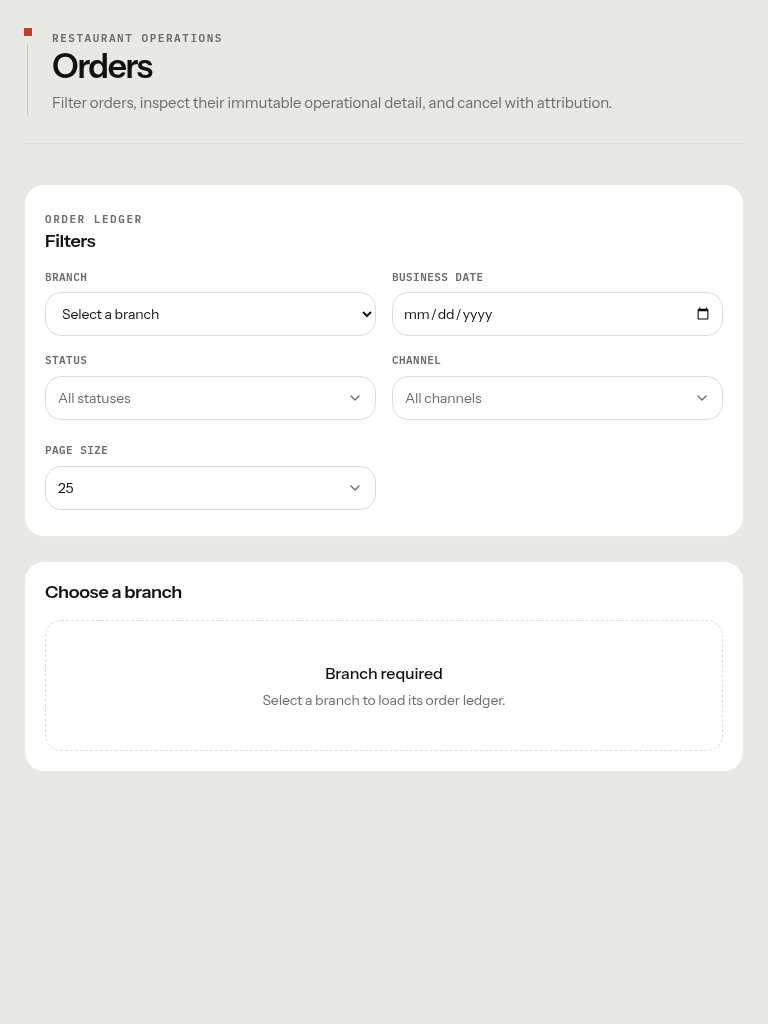 RESTAURANT OPERATIONS
Orders
Filter orders, inspect their immutable operational detail, and cancel with attribution.
ORDER LEDGER
Filters
BRANCH
Select a branch
BUSINESS DATE
mm/dd/yyyy
STATUS
All statuses
CHANNEL
All channels
PAGE SIZE
25
Choose a branch
Branch required
Select a branch to load its order ledger.